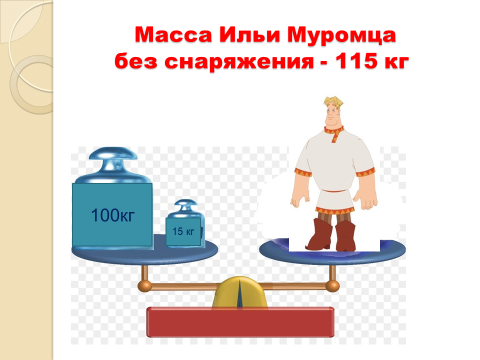 Масса Ильи Муромца
без снаряжения - 115 кг
100кг
15 кг